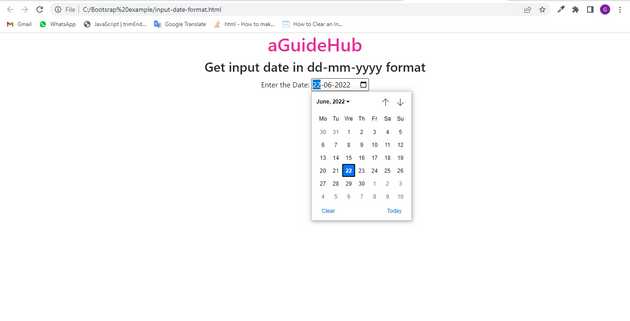 File | C:/Bootsrap%20example/input-date-format.html
G
Gmail WhatsApp JavaScript | trimEnd... Google Translate html - How to mak... How to Clear an In...
aGuideHub
Get input date in dd-mm-yyyy format
Enter the Date: 22-06-2022
June, 2022
Mo Tu We Th Fr Sa Su
30 31 1 2 3 4 5
6 7 8 9 10 11 12
13 14 15 16 17 18 19
20 21 22 23 24 25 26
27 28 29 30 1 2 3
4 5 6 7 8 9 10
Clear Today